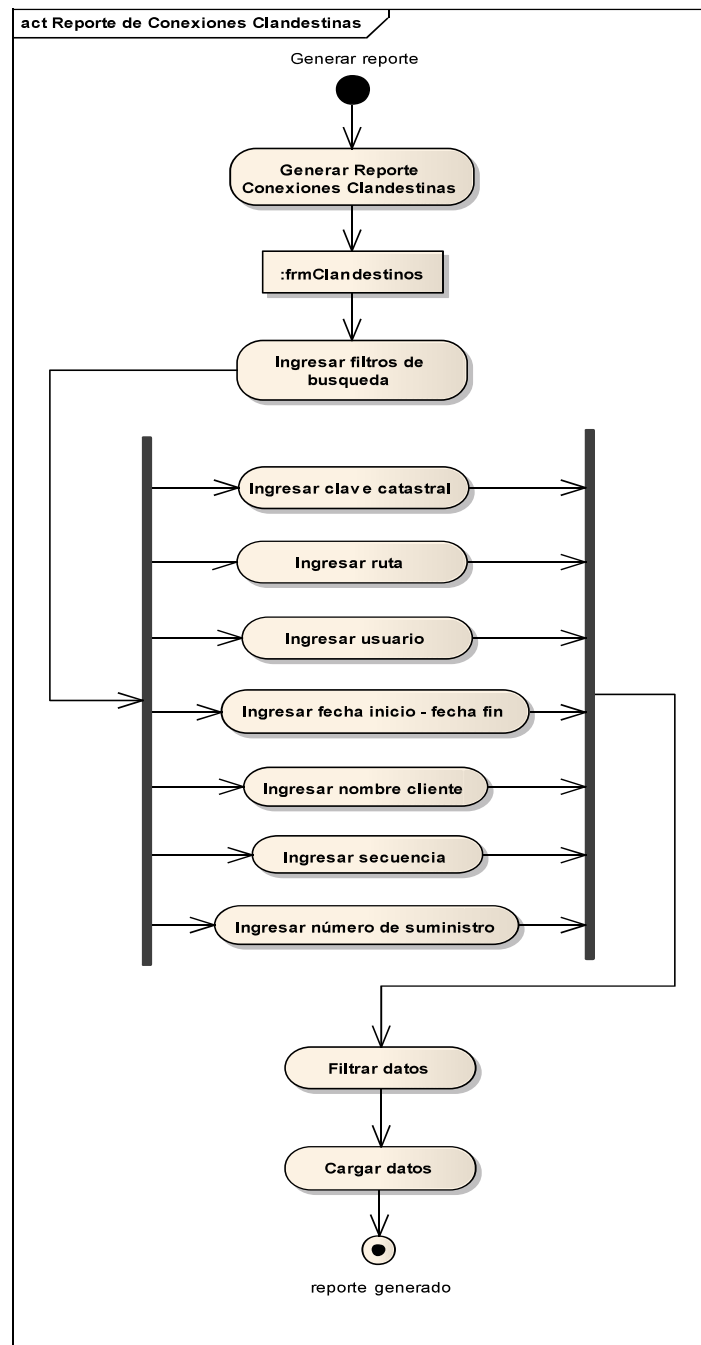 act Reporte de Conexiones Clandestinas
Generar reporte
Generar Reporte
Conexiones Clandestinas
:frmClandestinos
Ingresar filtros de
busqueda
Ingresar clave catastral
Ingresar ruta
Ingresar usuario
Ingresar fecha inicio - fecha fin
Ingresar nombre cliente
Ingresar secuencia
Ingresar número de suministro
Filtrar datos
Cargar datos
reporte generado